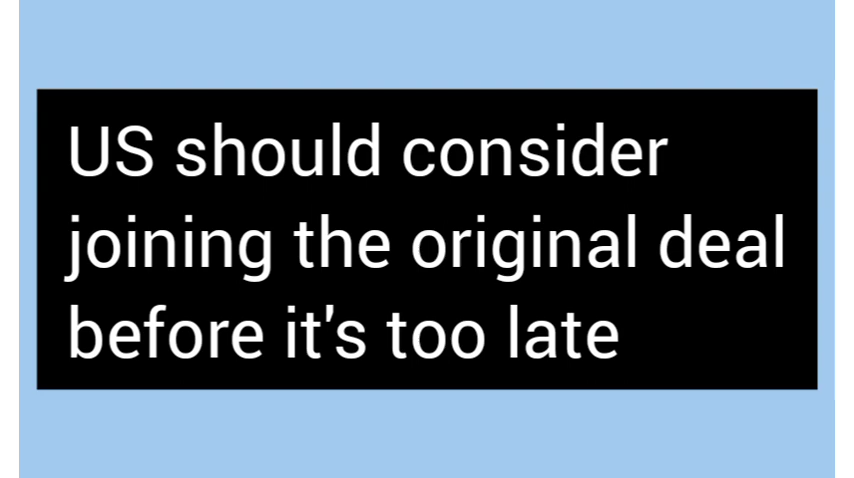 US should consider
joining the original deal
before it's too late